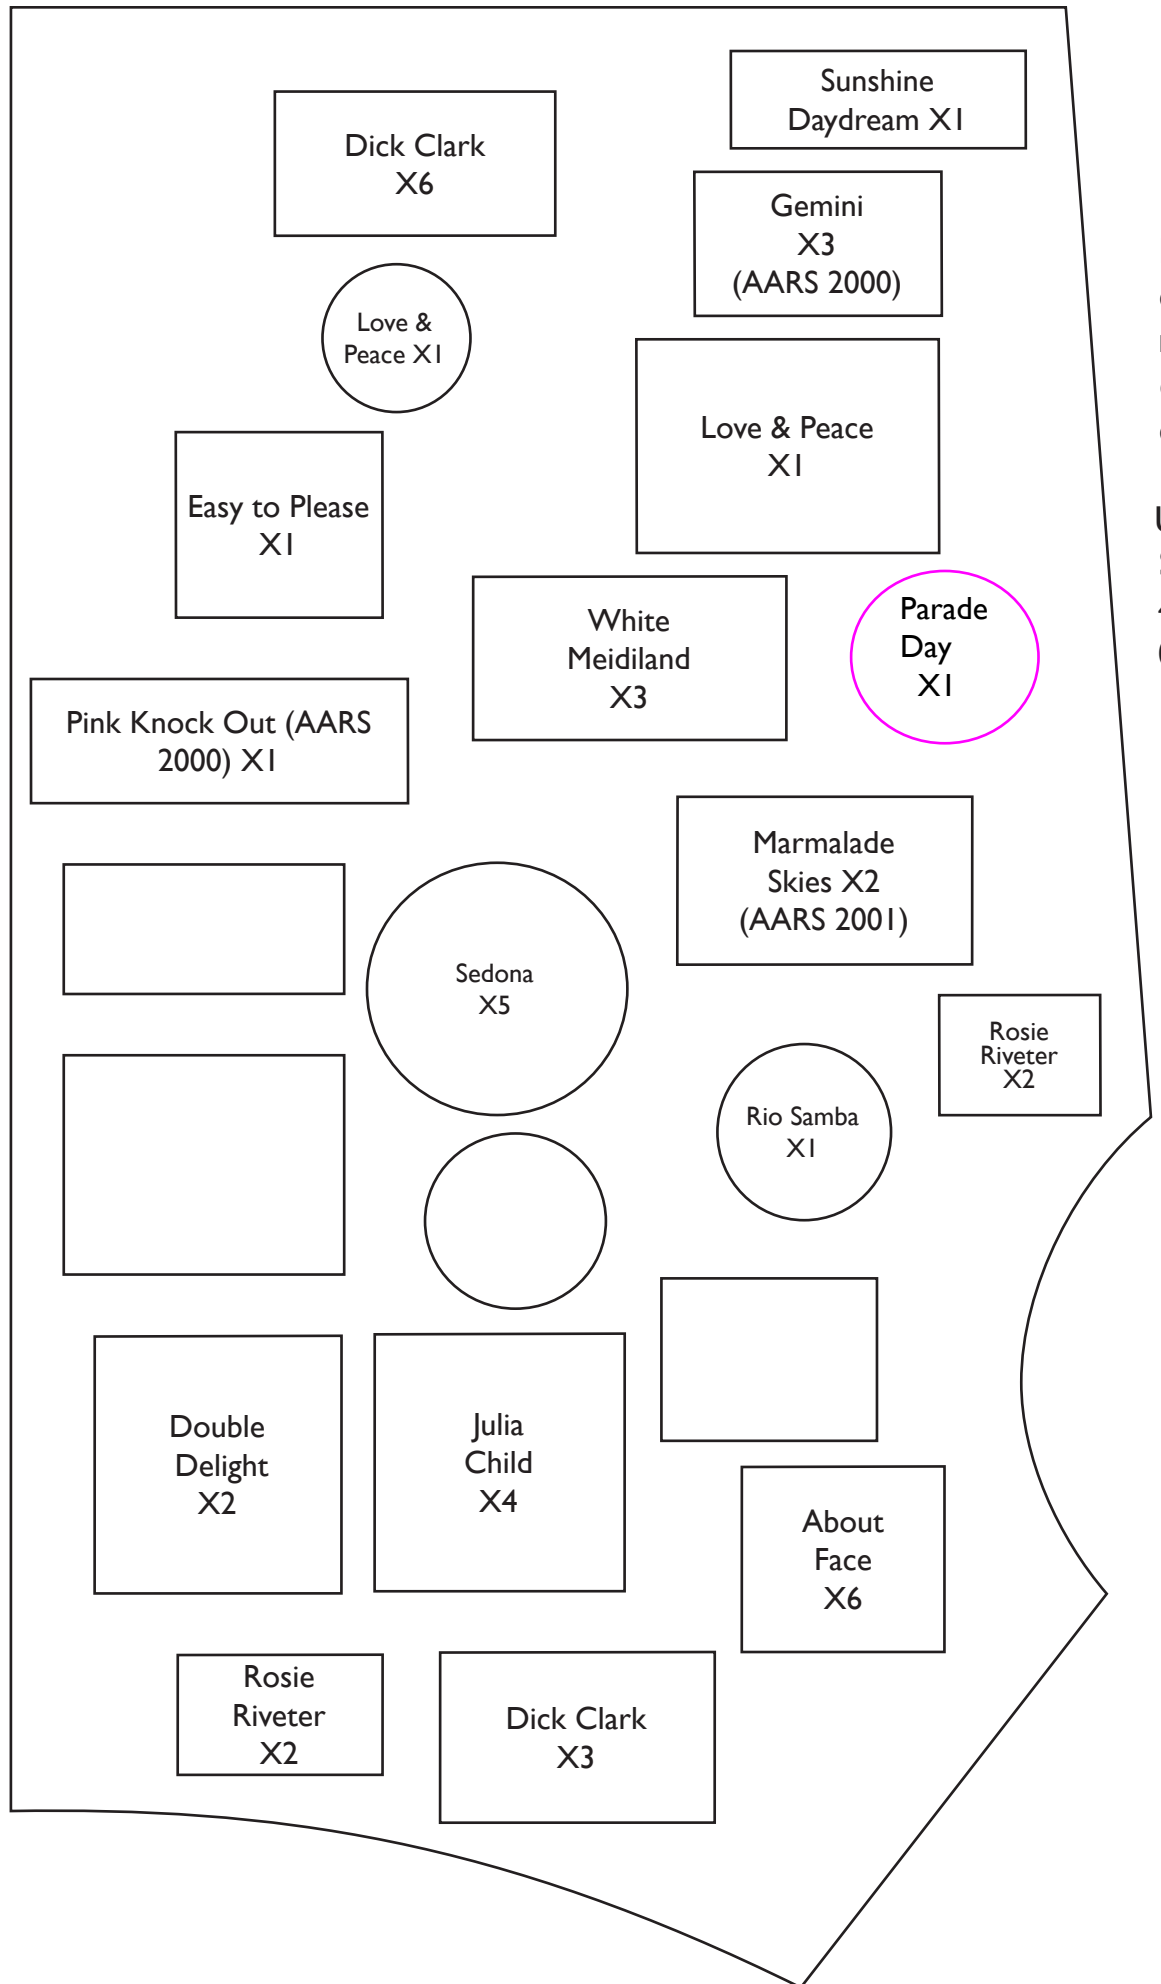 Sunshine
Daydream X1
Dick Clark
X6
Gemini
X3
(AARS 2000)
Love &
Peace X1
Love & Peace
X1
Easy to Please
X1
White
Meidiland
X3
Parade
Day
X1
Pink Knock Out (AARS
2000) X1
Marmalade
Skies X2
(AARS 2001)
Sedona
X5
Rosie
Riveter
X2
Rio Samba
X1
Double
Delight
X2
Julia
Child
X4
About
Face
X6
Rosie
Riveter
X2
Dick Clark
X3